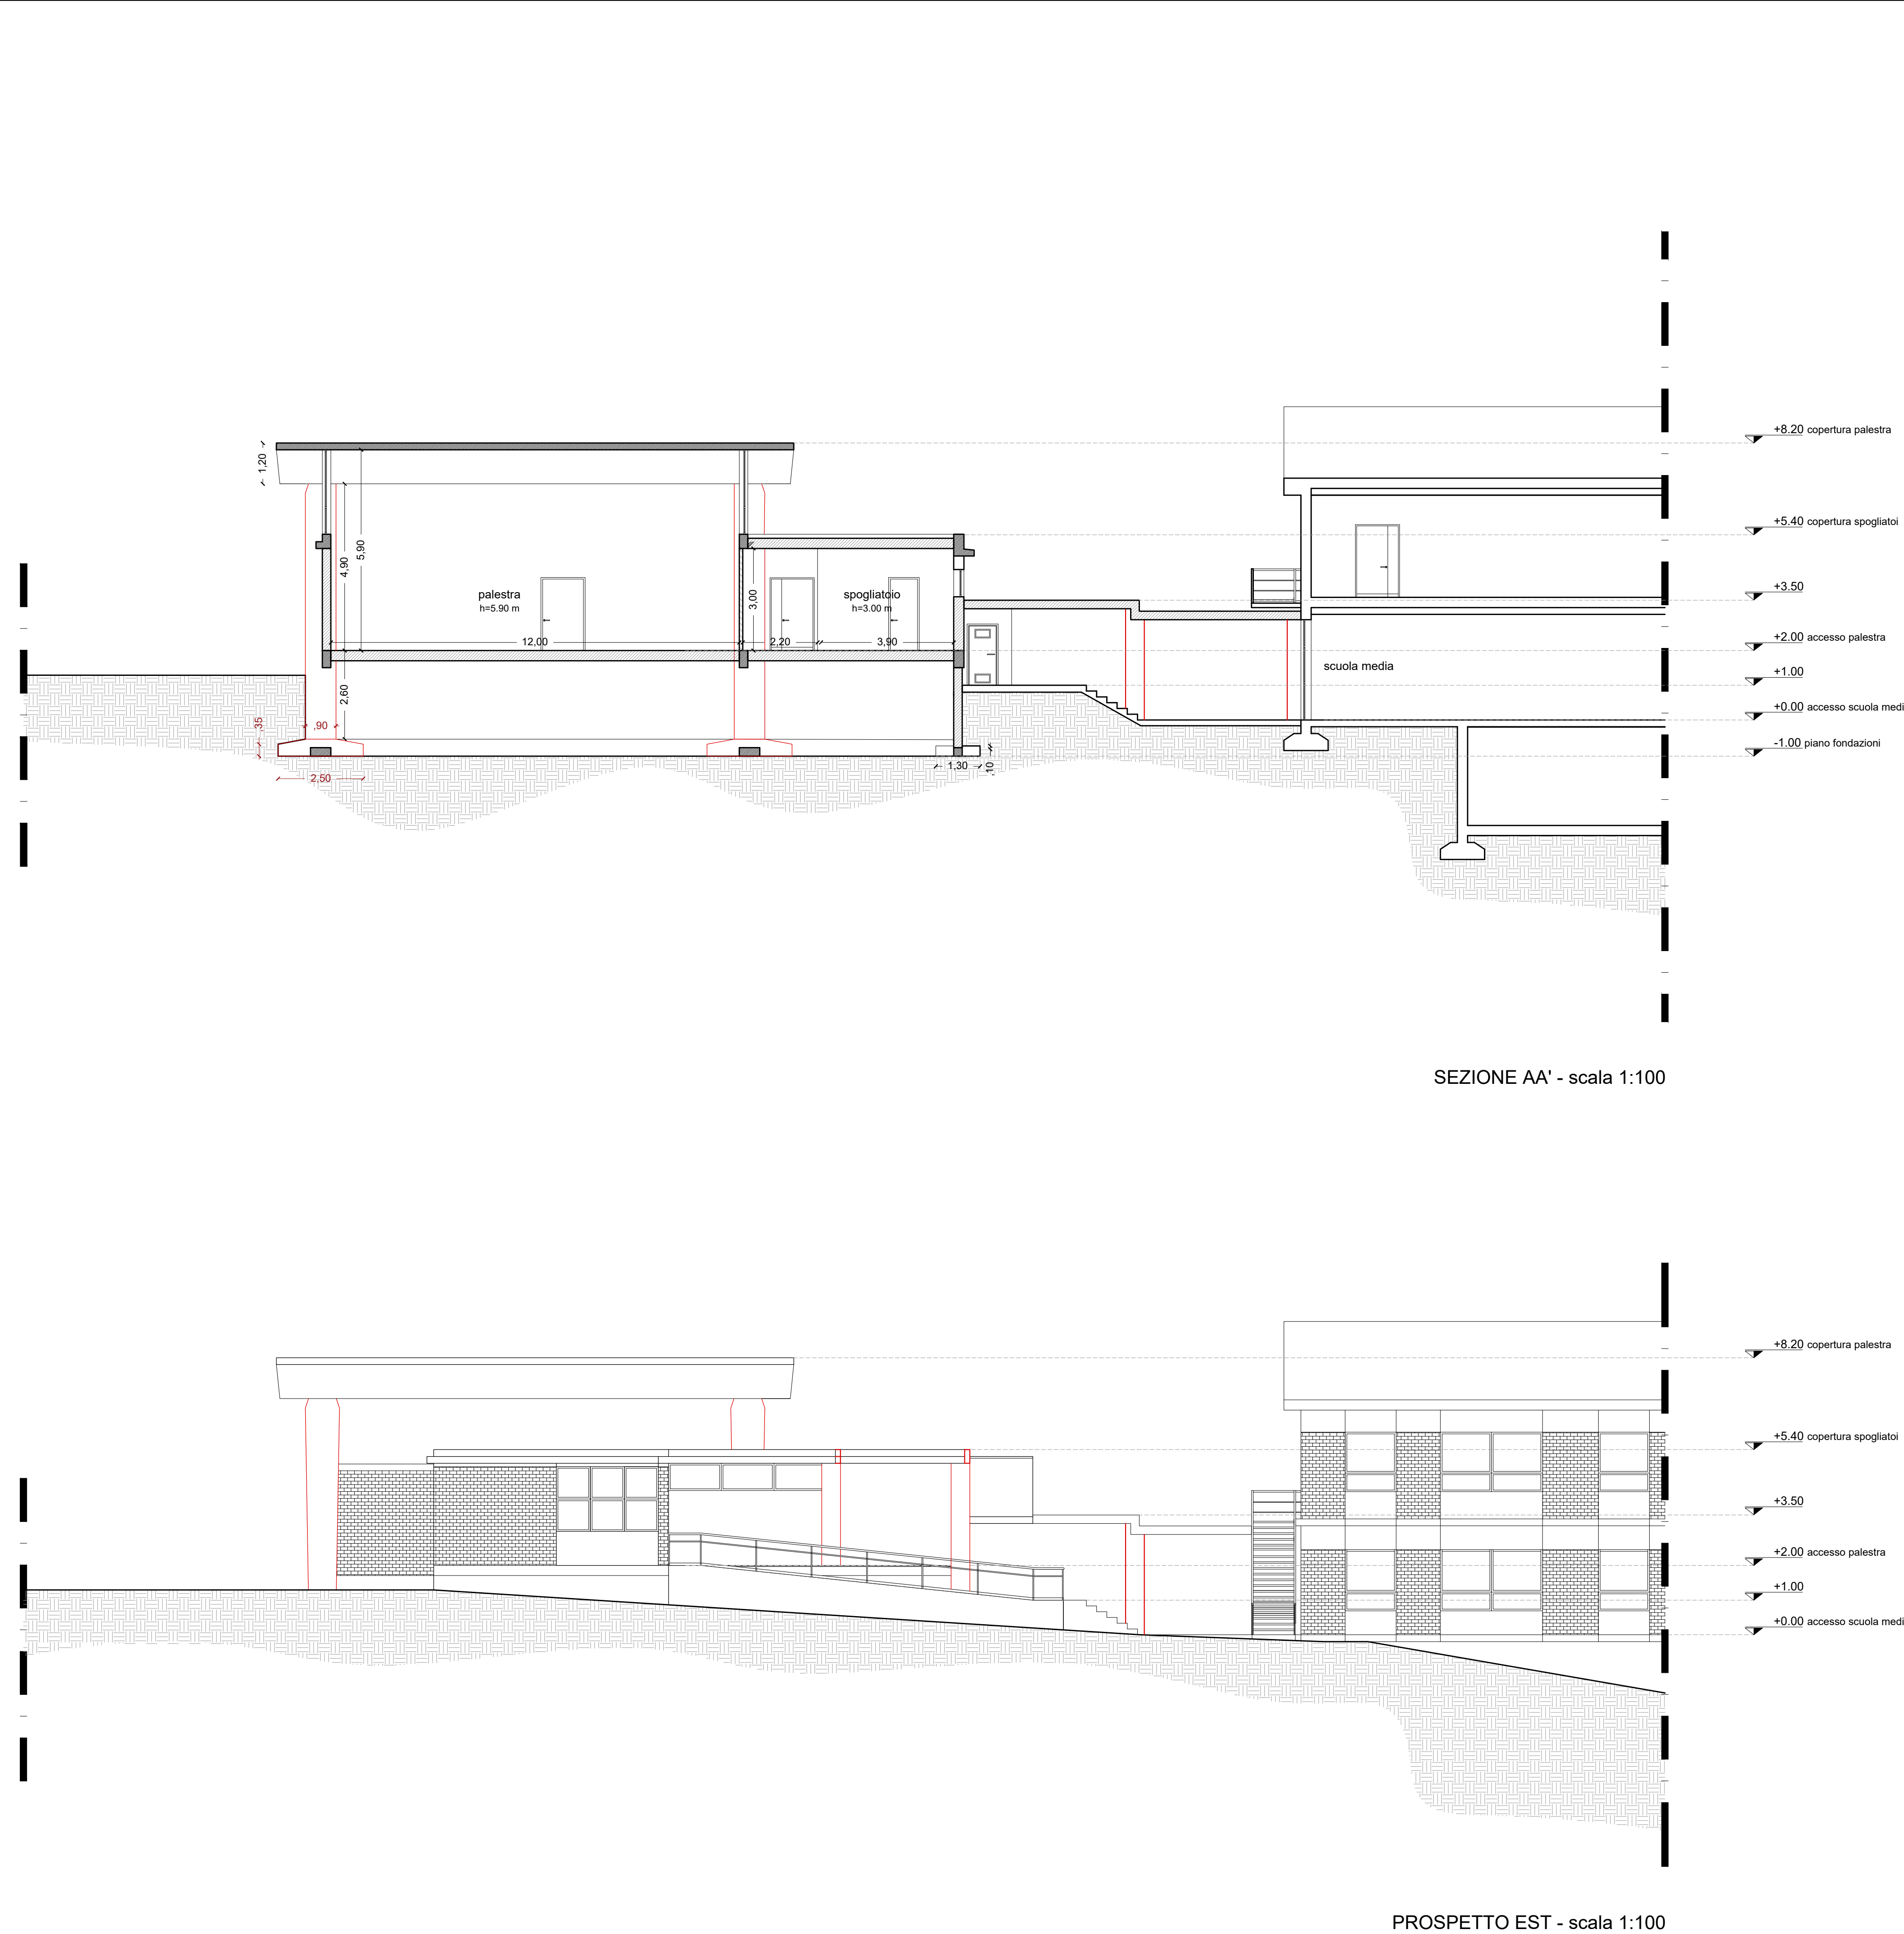 +8.20 copertura palestra
1,20
+5.40 copertura spogliatoi
5,90
4,90
palestra
h=5.90 m
3,00
spogliatoio
h=3.00 m
+3.50
12,00
2,20
3,90
+2.00 accesso palestra
scuola media
+1.00
2,60
+0.00 accesso scuola medi
,35
,90
-1.00 piano fondazioni
2,50
1,30
,10
SEZIONE AA' - scala 1:100
+8.20 copertura palestra
+5.40 copertura spogliatoi
+3.50
+2.00 accesso palestra
+1.00
+0.00 accesso scuola medi
PROSPETTO EST - scala 1:100